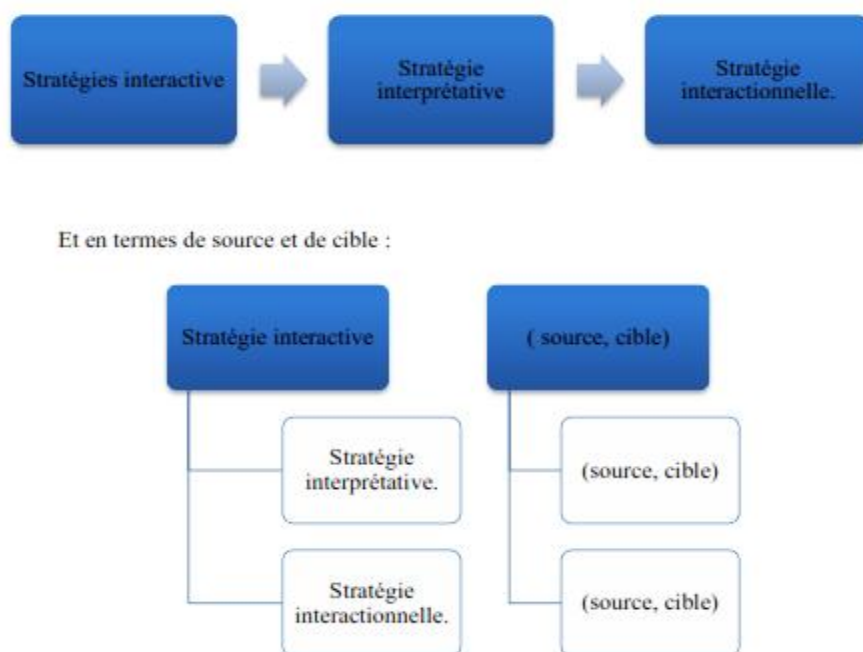 Stratégies interactive
Stratégie
interprétative
Stratégie
interactionnelle.
Et en termes de source et de cible :
Stratégie interactive
( source, cible)
Stratégie
interprétative.
(source, cible)
Stratégie
interactionnelle.
(source, cible)